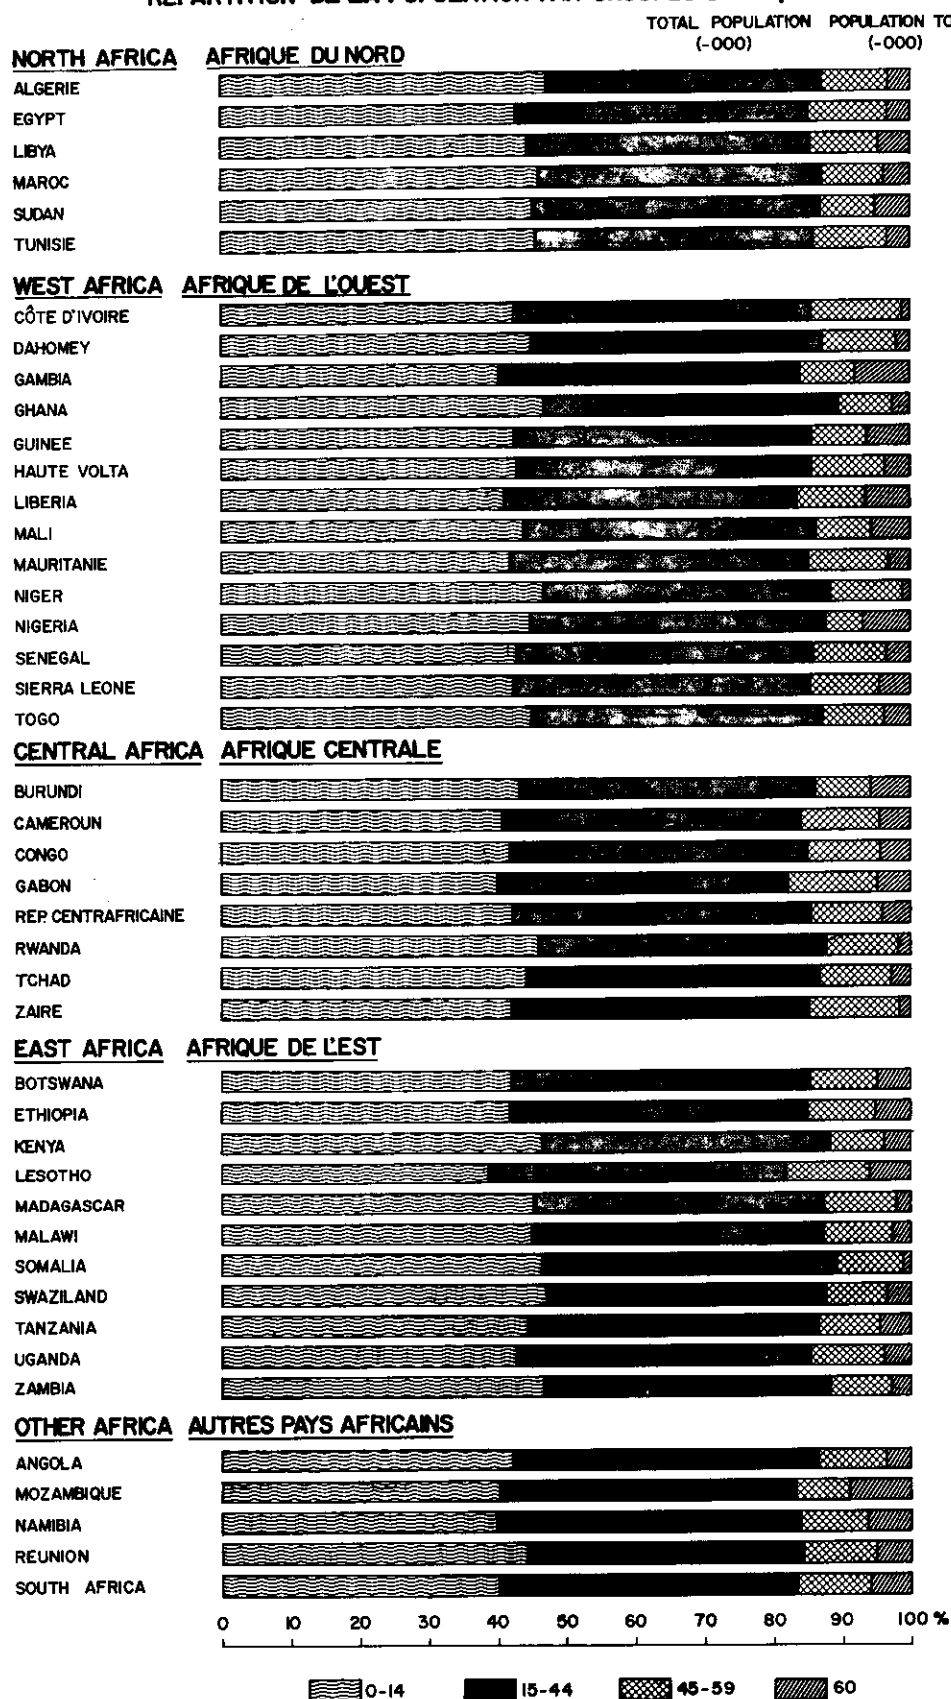 TOTAL POPULATION POPULATION TO
(-000) (-000)
NORTH AFRICA AFRIQUE DU NORD
ALGERIE
EGYPT
LIBYA
MAROC
SUDAN
TUNISIE
WEST AFRICA AFRIQUE DE L'OUEST
CÔTE D'IVOIRE
DAHOMEY
GAMBIA
GHANA
GUINEE
HAUTE VOLTA
LIBERIA
MALI
MAURITANIE
NIGER
NIGERIA
SENEGAL
SIERRA LEONE
TOGO
CENTRAL AFRICA AFRIQUE CENTRALE
BURUNDI
CAMEROUN
CONGO
GABON
REP. CENTRAFRICAINE
RWANDA
TCHAD
ZAIRE
EAST AFRICA AFRIQUE DE L'EST
BOTSWANA
ETHIOPIA
KENYA
LESOTHO
MADAGASCAR
MALAWI
SOMALIA
SWAZILAND
TANZANIA
UGANDA
ZAMBIA
OTHER AFRICA AUTRES PAYS AFRICAINS
ANGOLA
MOZAMBIQUE
NAMIBIA
REUNION
SOUTH AFRICA
0 10 20 30 40 50 60 70 80 90 100 %
0-14 15-44 45-59 60